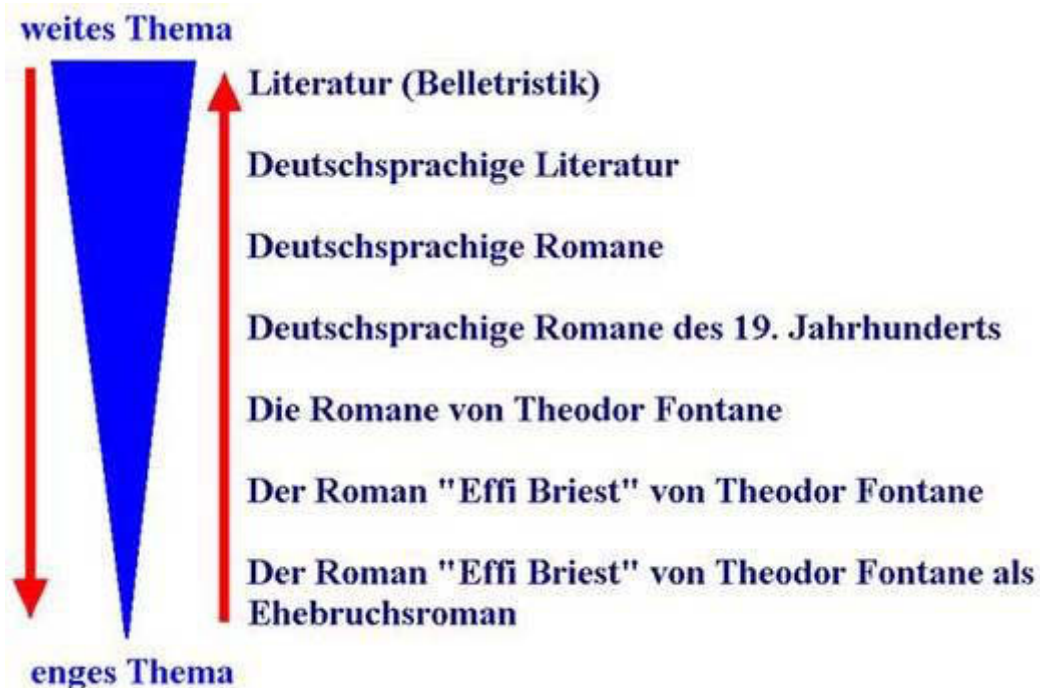 weites Thema
Literatur (Belletristik)
Deutschsprachige Literatur
Deutschsprachige Romane
Deutschsprachige Romane des 19. Jahrhunderts
Die Romane von Theodor Fontane
Der Roman "Effi Briest" von Theodor Fontane
Der Roman "Effi Briest" von Theodor Fontane als
Ehebruchsroman
enges Thema